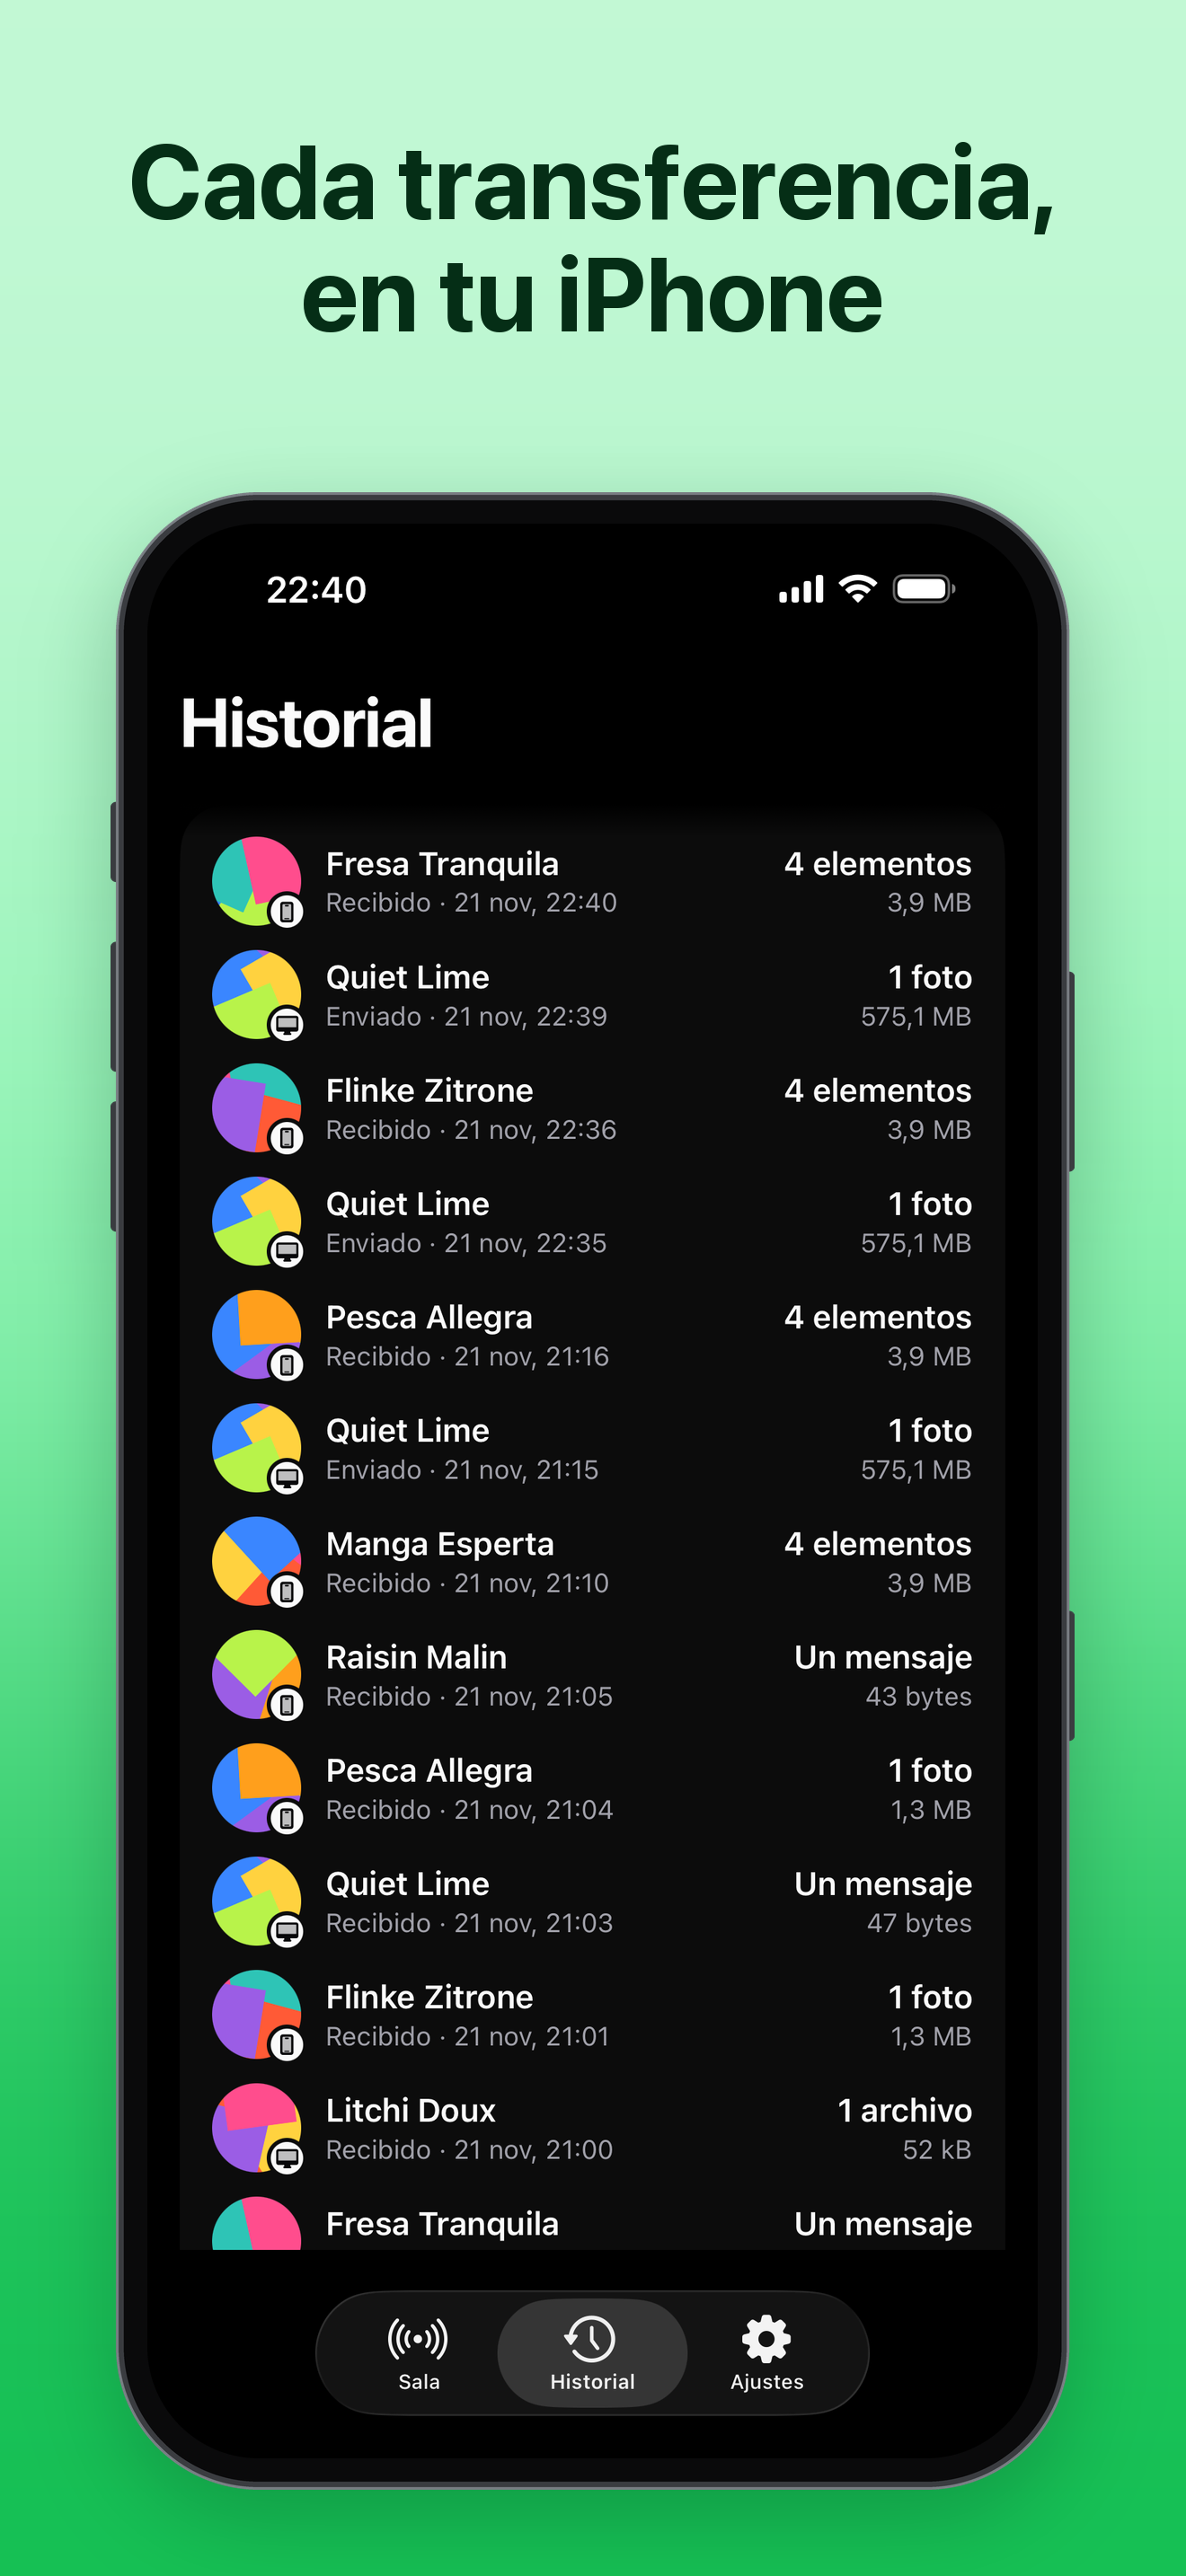 Cada transferencia,
en tu iPhone
22:40
Historial
Fresa Tranquila 4 elementos
Recibido · 21 nov, 22:40 3,9 MB
Quiet Lime 1 foto
Enviado · 21 nov, 22:39 575,1 MB
Flinke Zitrone 4 elementos
Recibido · 21 nov, 22:36 3,9 MB
Quiet Lime 1 foto
Enviado · 21 nov, 22:35 575,1 MB
Pesca Allegra 4 elementos
Recibido · 21 nov, 21:16 3,9 MB
Quiet Lime 1 foto
Enviado · 21 nov, 21:15 575,1 MB
Manga Esperta 4 elementos
Recibido · 21 nov, 21:10 3,9 MB
Raisin Malin Un mensaje
Recibido · 21 nov, 21:05 43 bytes
Pesca Allegra 1 foto
Recibido · 21 nov, 21:04 1,3 MB
Quiet Lime Un mensaje
Recibido · 21 nov, 21:03 47 bytes
Flinke Zitrone 1 foto
Recibido · 21 nov, 21:01 1,3 MB
Litchi Doux 1 archivo
Recibido · 21 nov, 21:00 52 kB
Fresa Tranquila Un mensaje
Sala Historial Ajustes